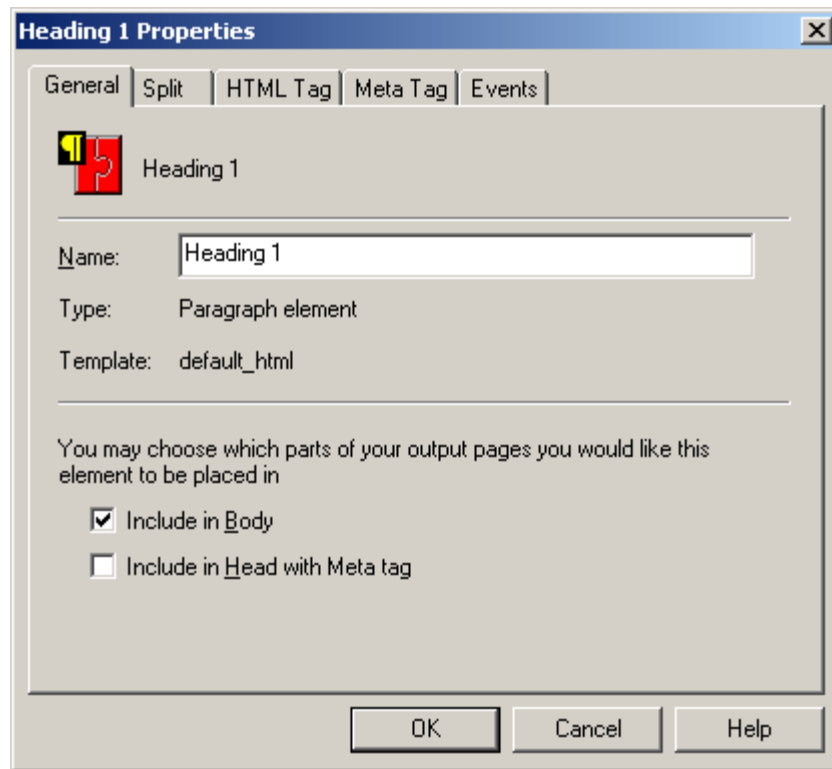 Heading 1 Properties
General Split HTML Tag Meta Tag Events
Heading 1
Name: Heading 1
Type: Paragraph element
Template: default_html
You may choose which parts of your output pages you would like this
element to be placed in
Include in Body
Include in Head with Meta tag
OK Cancel Help